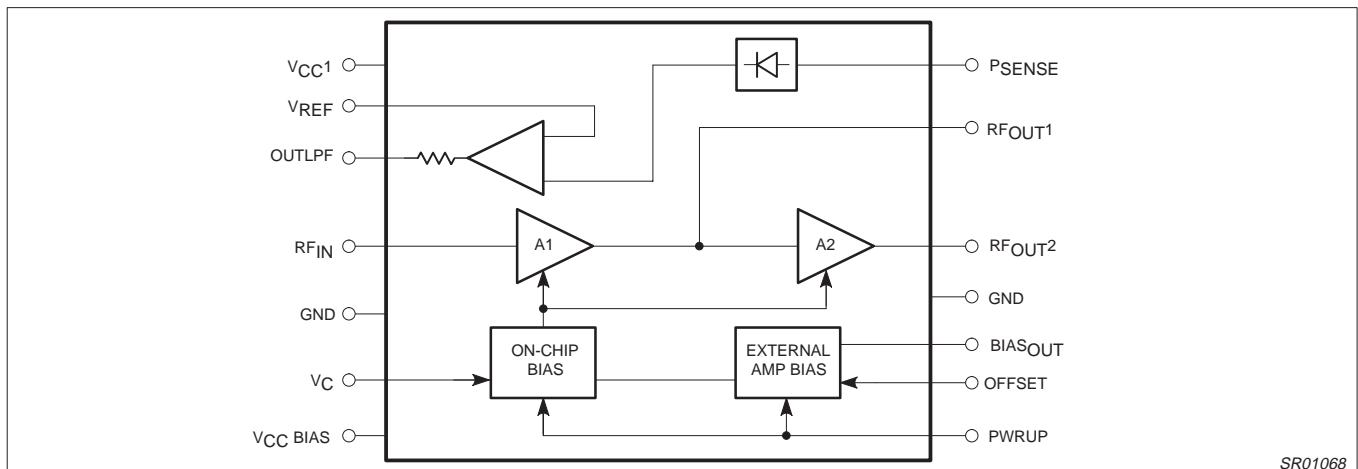 VCC1
VREF
OUTLPF
RFIN
GND
VC
VCC BIAS
A1
A2
ON-CHIP
BIAS
EXTERNAL
AMP BIAS
PSENSE
RFOUT1
RFOUT2
GND
BIASOUT
OFFSET
PWRUP
SR01068